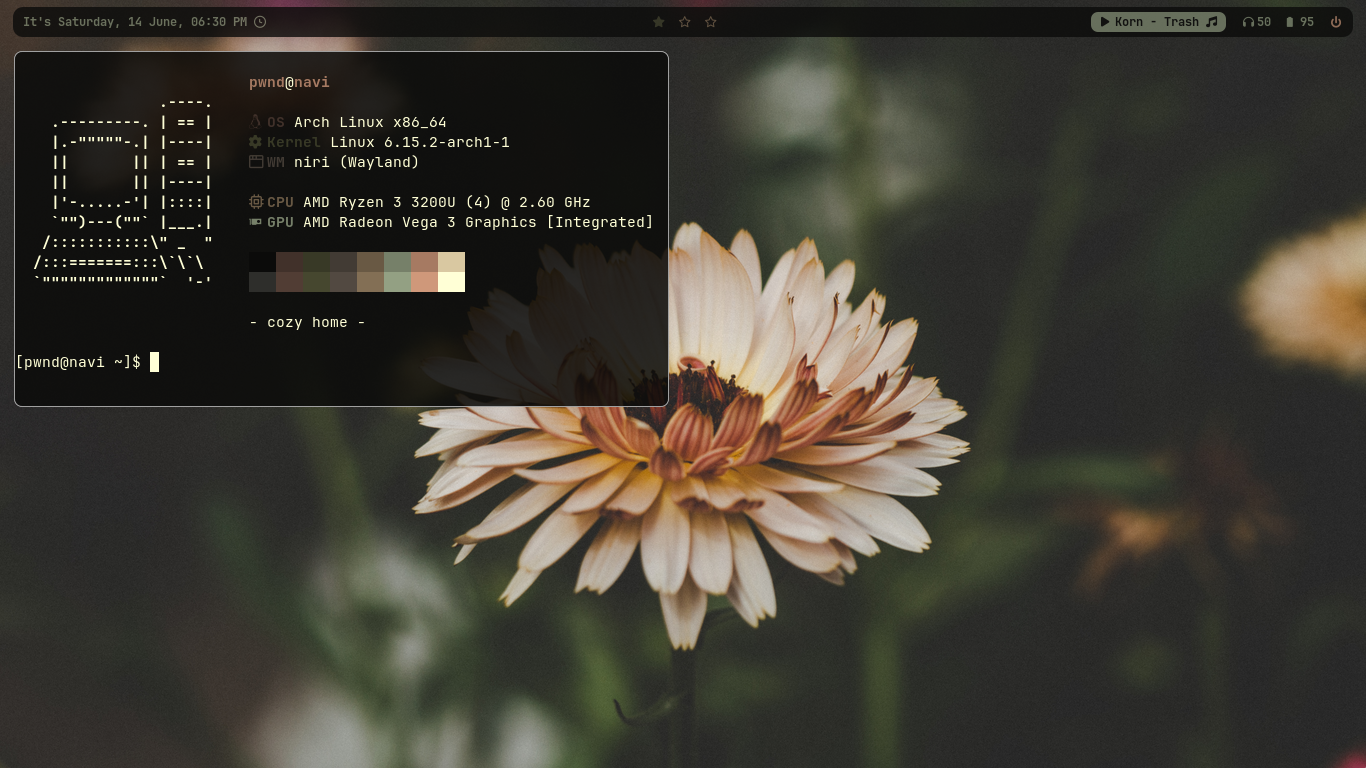 It's Saturday, 14 June, 06:30 PM
Korn - Trash
50
95
pwnd@navi
OS Arch Linux x86_64
Kernel Linux 6.15.2-arch1-1
WM niri (Wayland)
CPU AMD Ryzen 3 3200U (4) @ 2.60 GHz
GPU AMD Radeon Vega 3 Graphics [Integrated]
- cozy home -
[pwnd@navi ~]$